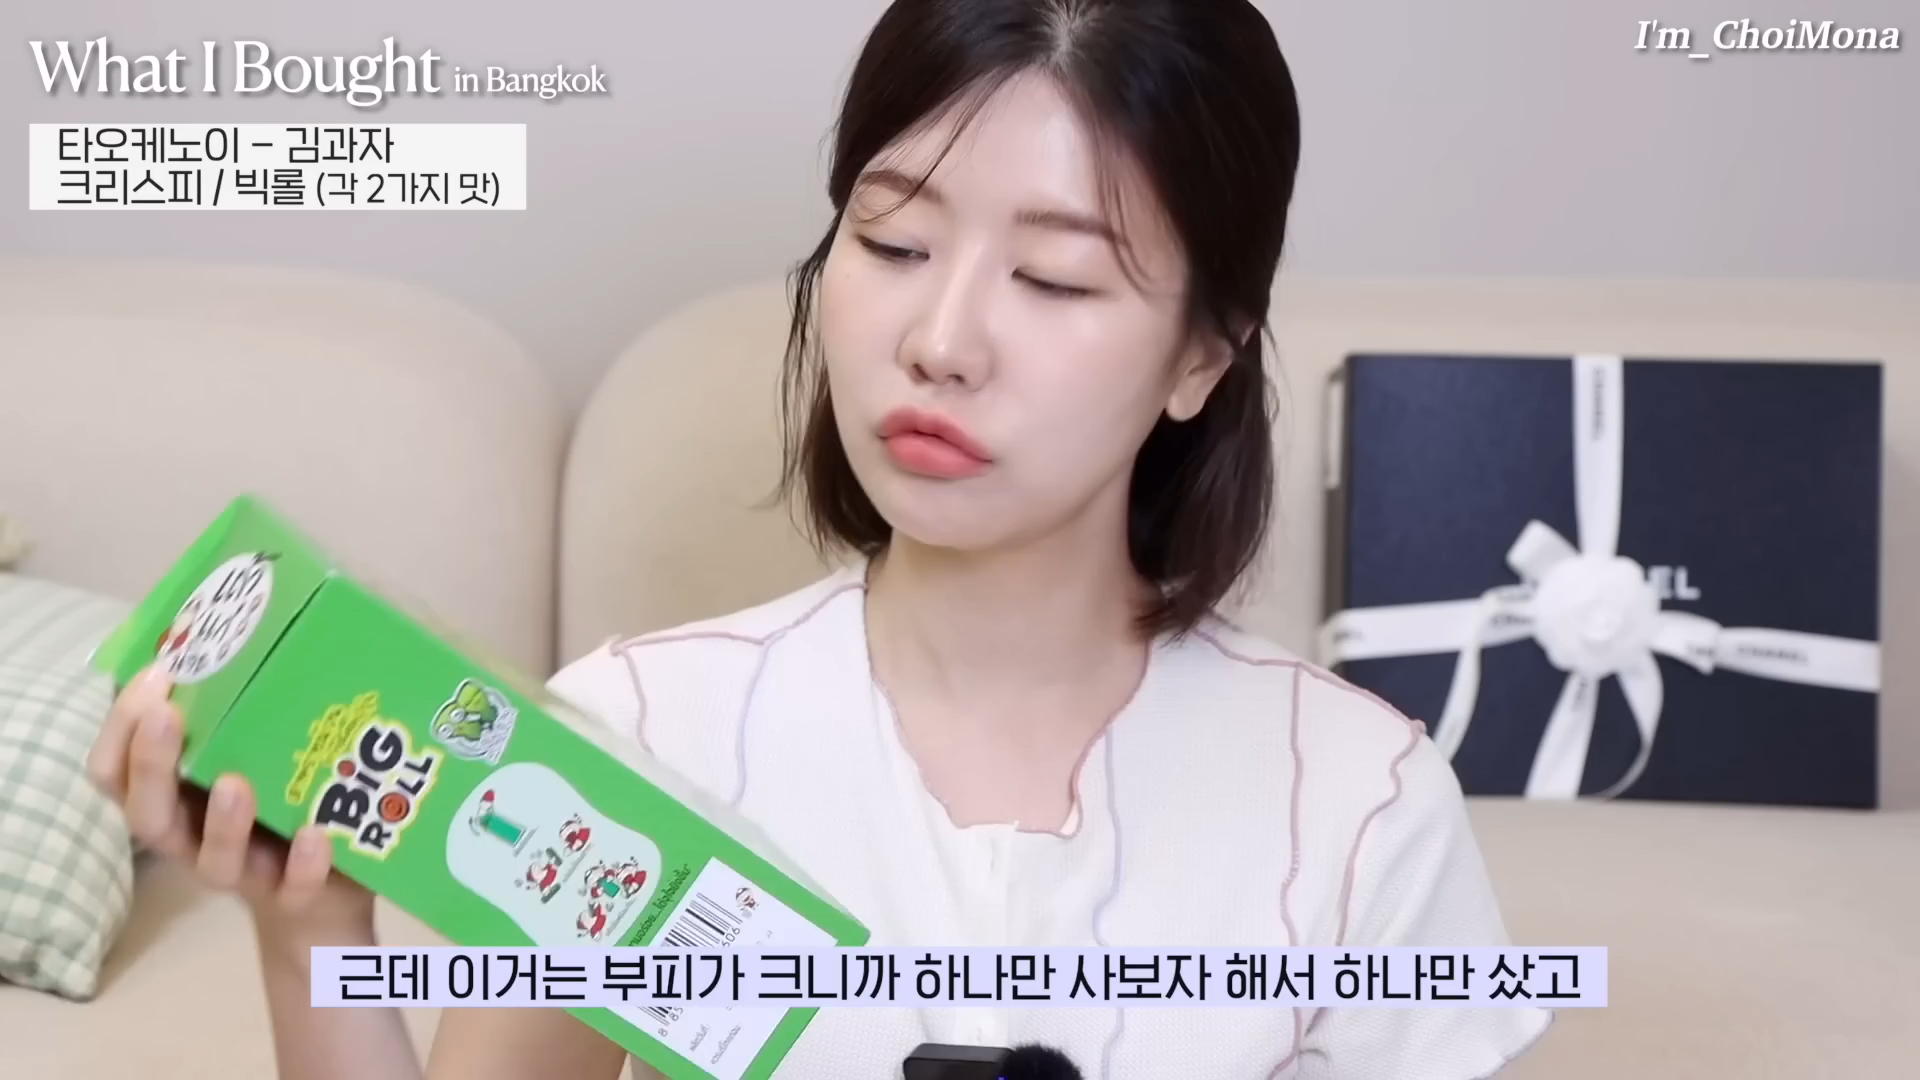 What I Bought in Bangkok
I'm_ChoiMona
타오케노이 - 김과자
크리스피 / 빅롤 (각 2가지 맛)
BIG
ROLL
CHANEL
CHANEL
근데 이거는 부피가 크니까 하나만 사보자 해서 하나만 샀고